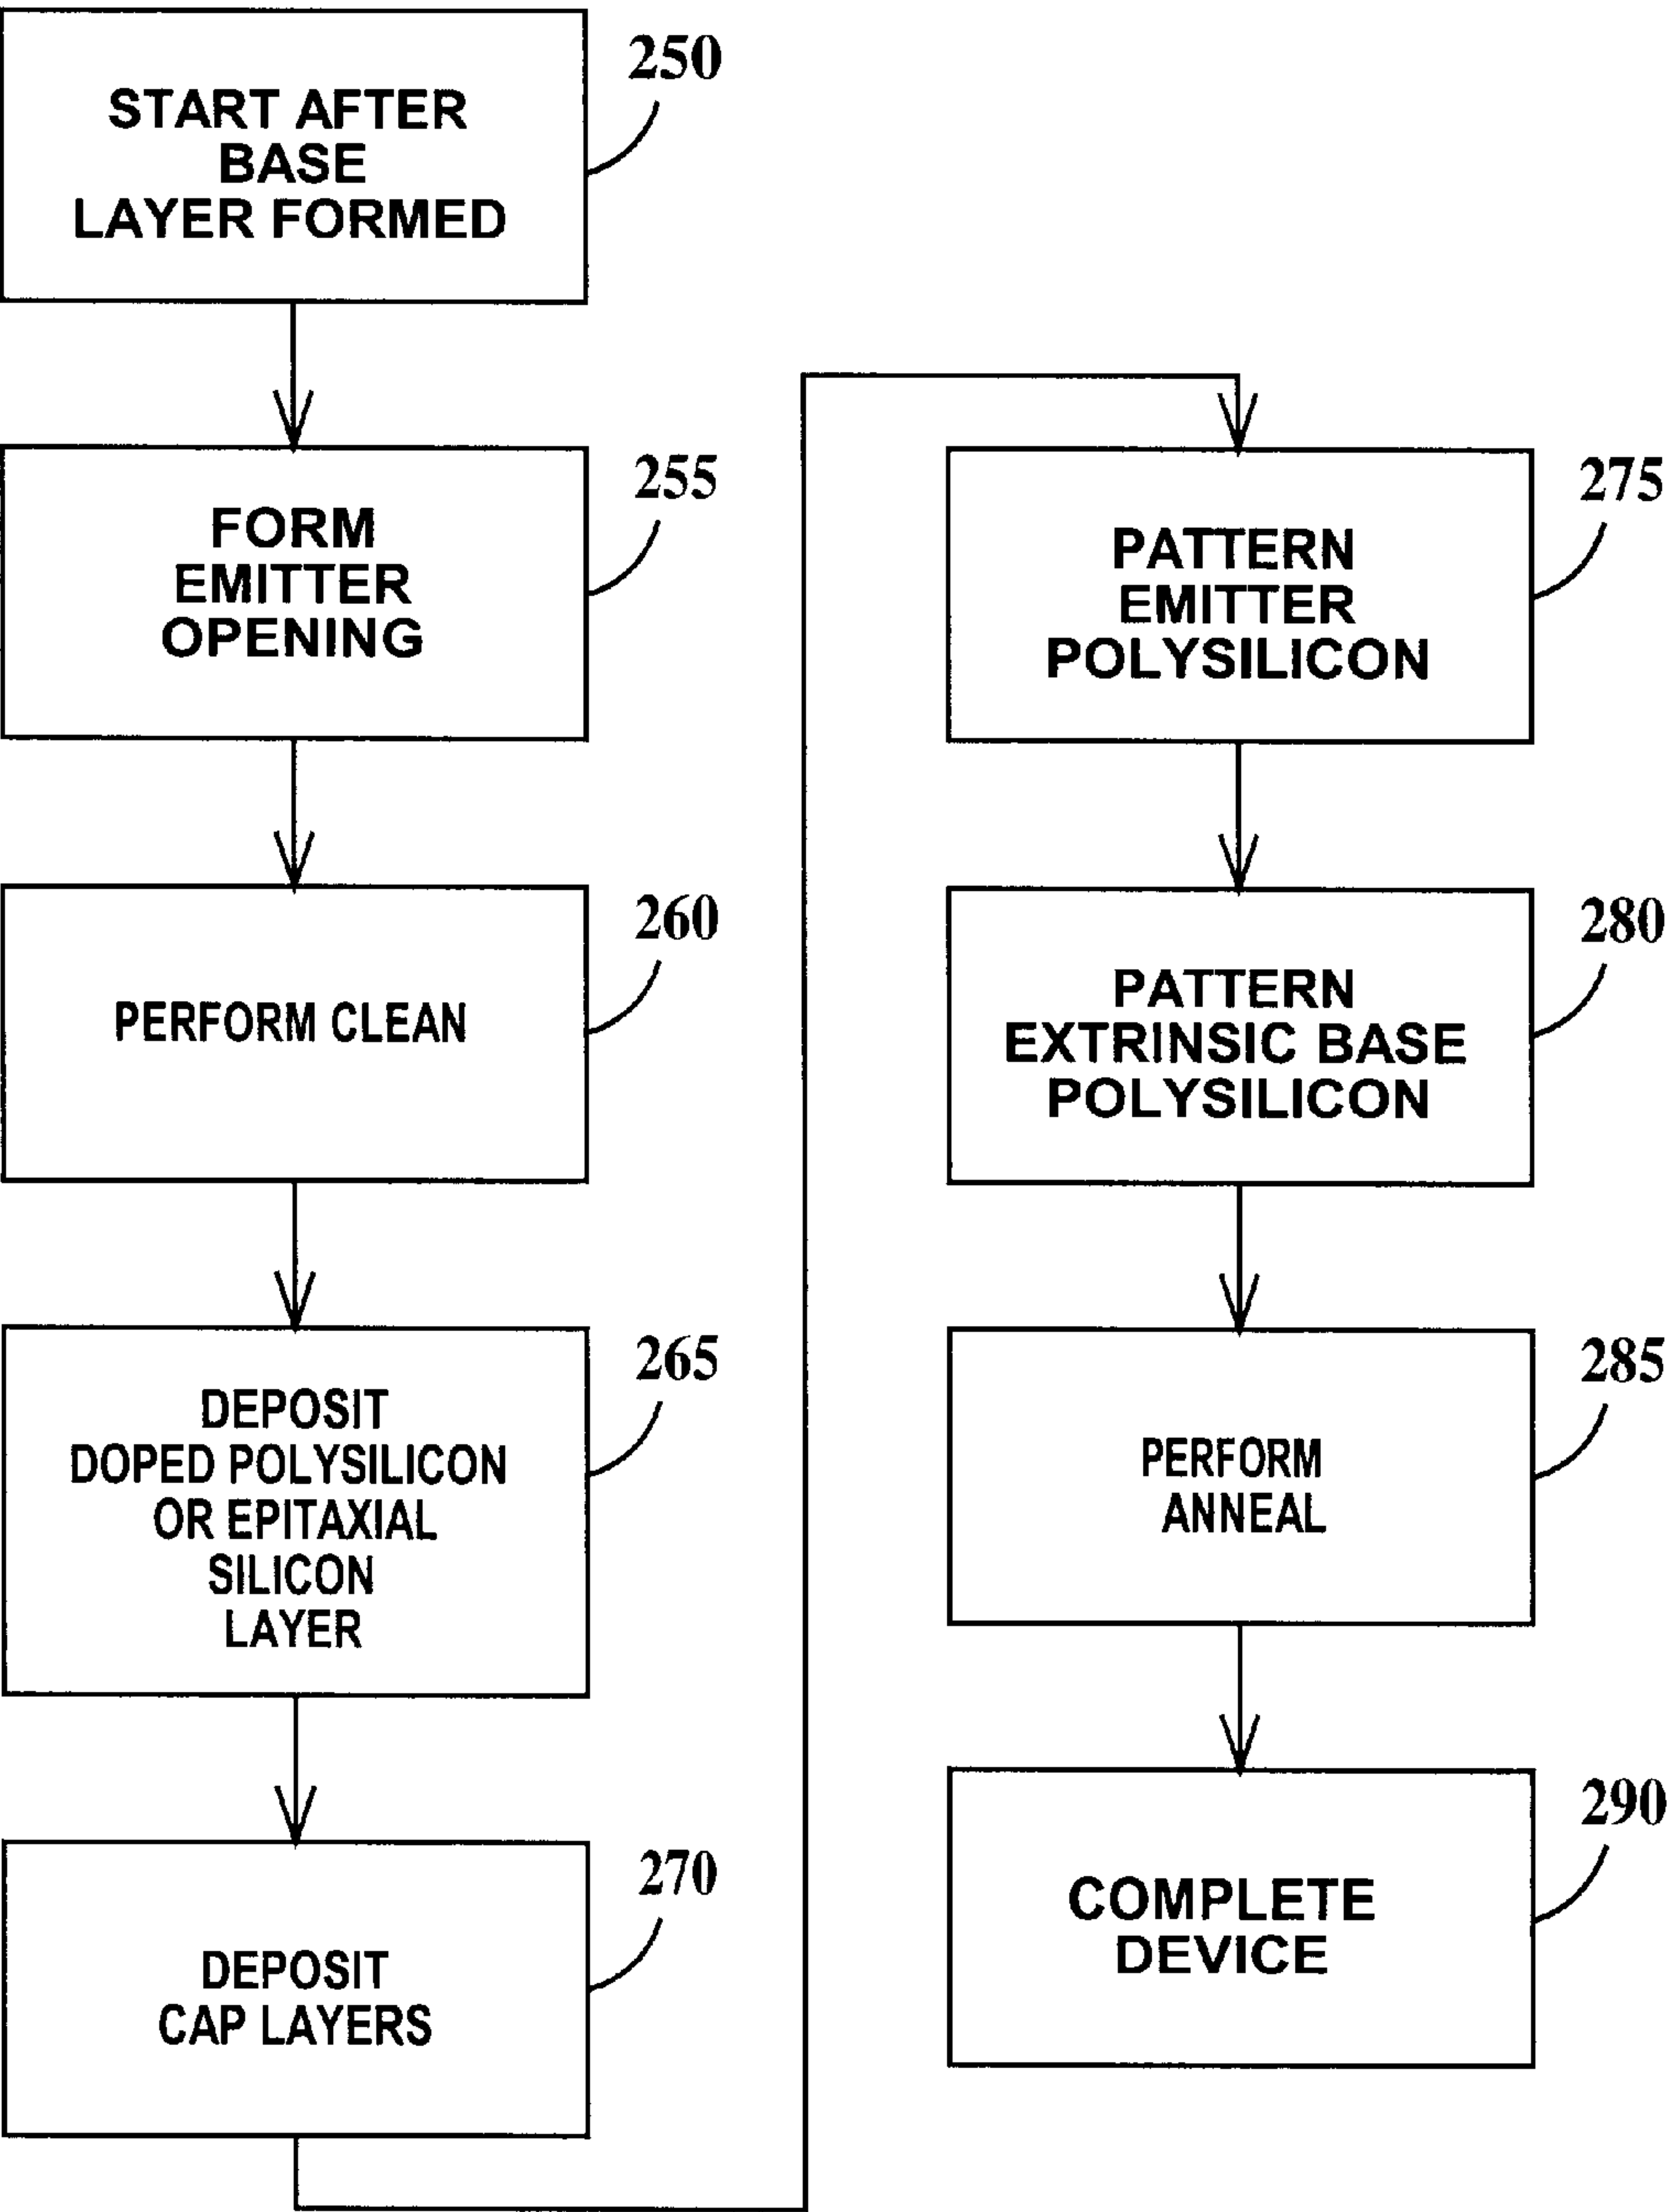 START AFTER
BASE
LAYER FORMED
250
FORM
EMITTER
OPENING
255
PERFORM CLEAN
260
DEPOSIT
DOPED POLYSILICON
OR EPITAXIAL
SILICON
LAYER
265
DEPOSIT
CAP LAYERS
270
PATTERN
EMITTER
POLYSILICON
275
PATTERN
EXTRINSIC BASE
POLYSILICON
280
PERFORM
ANNEAL
285
COMPLETE
DEVICE
290